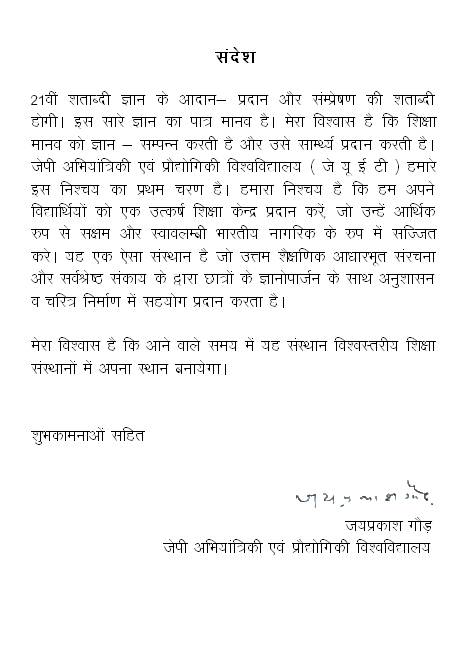 संदेश
21वीं शताब्दी ज्ञान के आदान– प्रदान और संम्प्रेषण की शताब्दी
होगी। इस सारे ज्ञान का पात्र मानव है। मेरा विश्वास है कि शिक्षा
मानव को ज्ञान – सम्पन्न करती है और उसे सार्म्थ्य प्रदान करती है।
जेपी अभियांत्रिकी एवं प्रौद्योगिकी विश्वविद्यालय ( जे यू ई टी ) हमारे
इस निश्चय का प्रथम चरण है। हमारा निश्चय है कि हम अपने
विद्यार्थियों को एक उत्कर्ष शिक्षा केन्द्र प्रदान करें, जो उन्हें आर्थिक
रुप से सक्षम और स्वावलम्बी भारतीय नागरिक के रुप में सज्जित
करे। यह एक ऐसा संस्थान है जो उत्तम शैक्षणिक आधारभूत संरचना
और सर्वश्रेष्ठ संकाय के द्वारा छात्रों के ज्ञानोपार्जन के साथ अनुशासन
व चरित्र निर्माण में सहयोग प्रदान करता है।
मेरा विश्वास है कि आने वाले समय में यह संस्थान विश्वस्तरीय शिक्षा
संस्थानों में अपना स्थान बनायेगा।
शुभकामनाओं सहित
जयप्रकाश गौड़
जयप्रकाश गौड़
जेपी अभियांत्रिकी एवं प्रौद्योगिकी विश्वविद्यालय